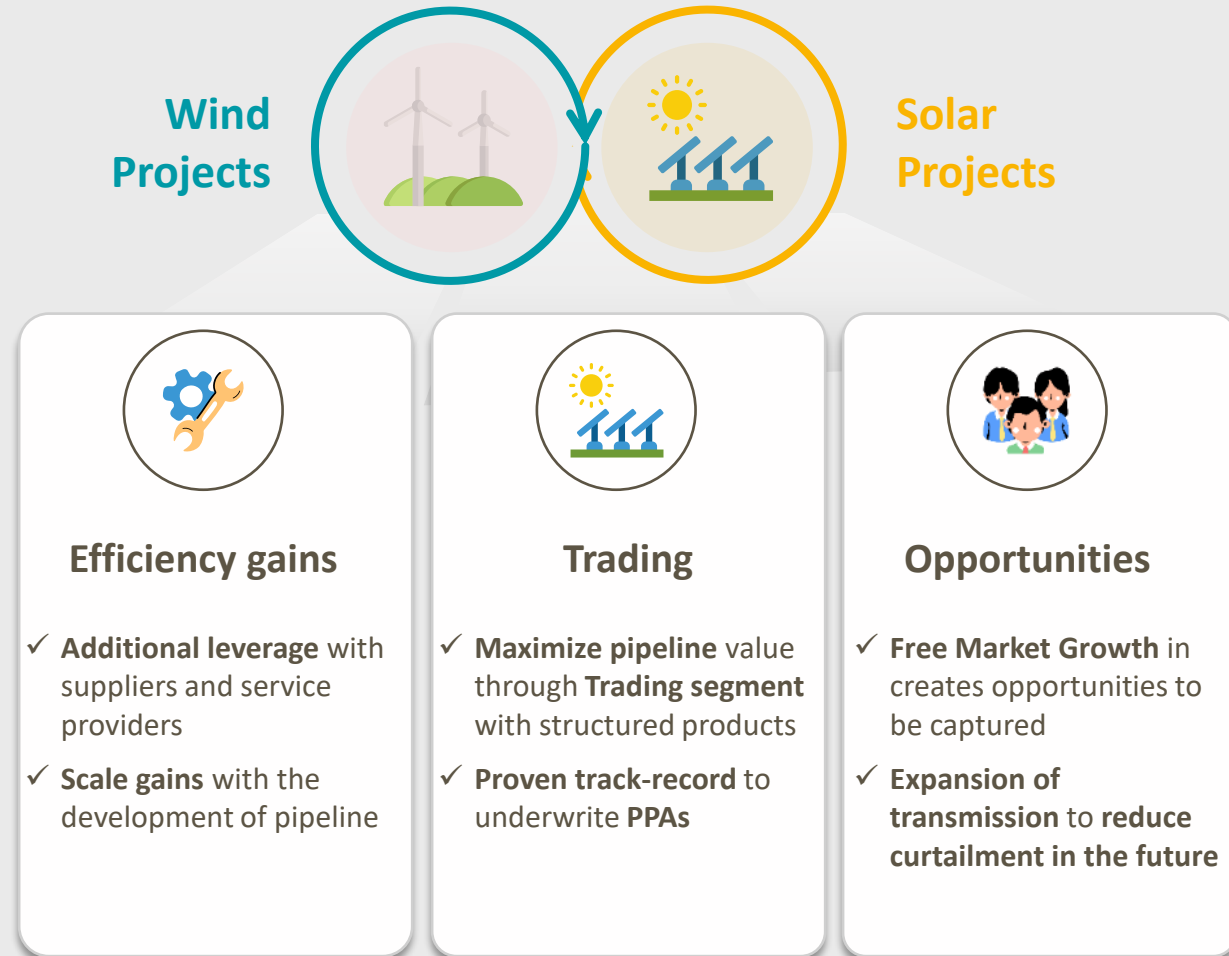 Wind
Projects
Solar
Projects
Efficiency gains
✓ Additional leverage with
suppliers and service
providers
✓ Scale gains with the
development of pipeline
Trading
✓ Maximize pipeline value
through Trading segment
with structured products
✓ Proven track-record to
underwrite PPAs
Opportunities
✓ Free Market Growth in
creates opportunities to
be captured
✓ Expansion of
transmission to reduce
curtailment in the future